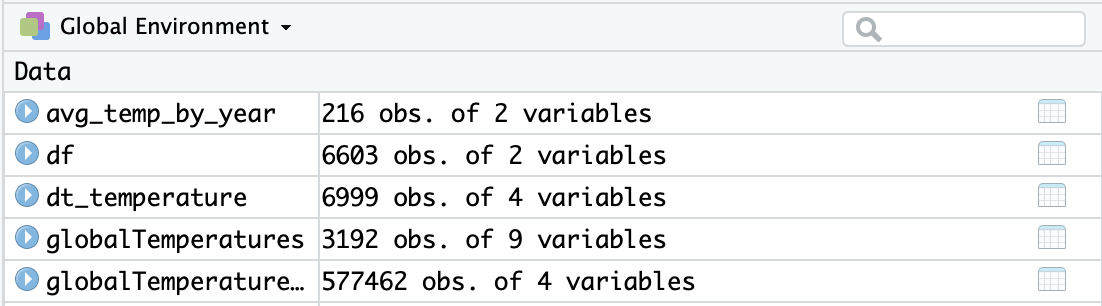 Global Environment
Data
avg_temp_by_year 216 obs. of 2 variables
df 6603 obs. of 2 variables
dt_temperature 6999 obs. of 4 variables
globalTemperatures 3192 obs. of 9 variables
globalTemperature… 577462 obs. of 4 variables